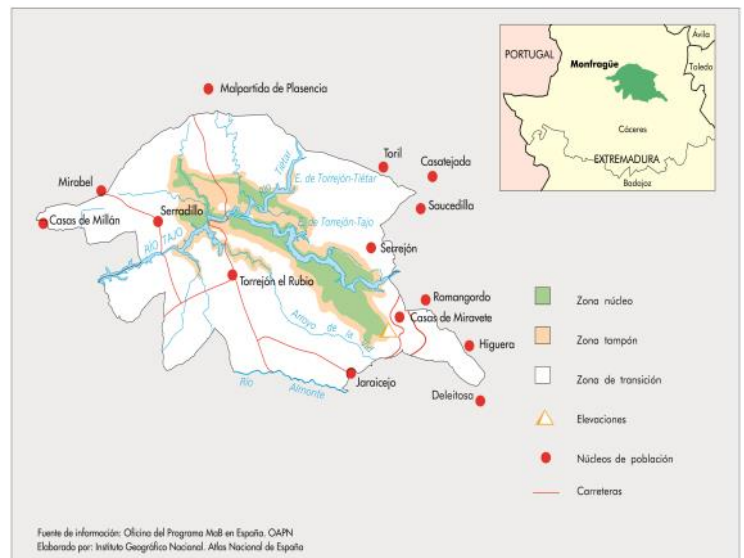 Malpartida de Plasencia
Mirabel
Casas de Millán
Serradillo
RÍO TAJO
Río
Tiétar
E. de Torrejón-Tiétar
E. de Torrejón-Tajo
Toril
Casatejada
Saucedilla
Serrejón
Torrejón el Rubio
Romangordo
Casas de Miravete
Higuera
Arroyo de la Vid
Jaraicejo
Deleitosa
Río Almonte
PORTUGAL
Ávila
Toledo
Monfragüe
Cáceres
EXTREMADURA
Badajoz
Zona núcleo
Zona tampón
Zona de transición
Elevaciones
Núcleos de población
Carreteras
Fuente de información: Oficina del Programa MaB en España. OAPN
Elaborado por: Instituto Geográfico Nacional. Atlas Nacional de España